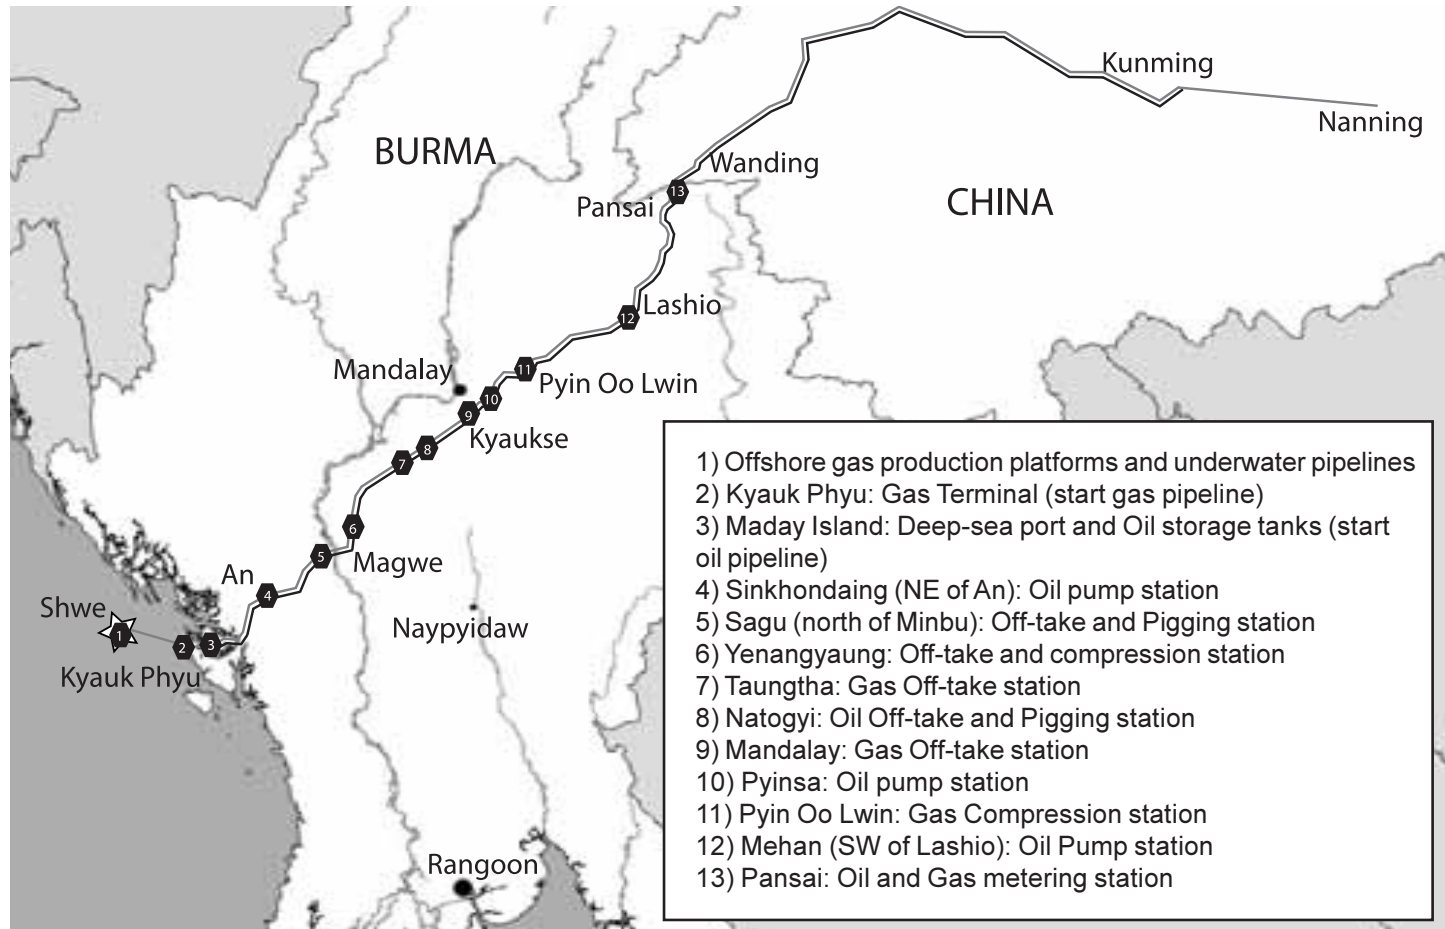 Kunming
Nanning
BURMA
Wanding
13
Pansai
CHINA
Lashio
12
Mandalay
11
Pyin Oo Lwin
10
9
Kyaukse
8
7
6
Magwe
5
An
4
Shwe
1
2
3
Kyauk Phyu
Naypyidaw
Rangoon
1) Offshore gas production platforms and underwater pipelines
2) Kyauk Phyu: Gas Terminal (start gas pipeline)
3) Maday Island: Deep-sea port and Oil storage tanks (start
oil pipeline)
4) Sinkhondaing (NE of An): Oil pump station
5) Sagu (north of Minbu): Off-take and Pigging station
6) Yenangyaung: Off-take and compression station
7) Taungtha: Gas Off-take station
8) Natogyi: Oil Off-take and Pigging station
9) Mandalay: Gas Off-take station
10) Pyinsa: Oil pump station
11) Pyin Oo Lwin: Gas Compression station
12) Mehan (SW of Lashio): Oil Pump station
13) Pansai: Oil and Gas metering station